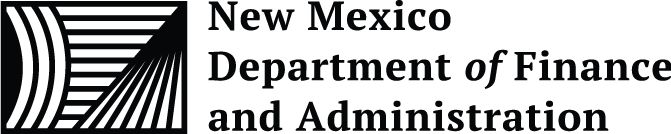 New Mexico
Department of Finance
and Administration